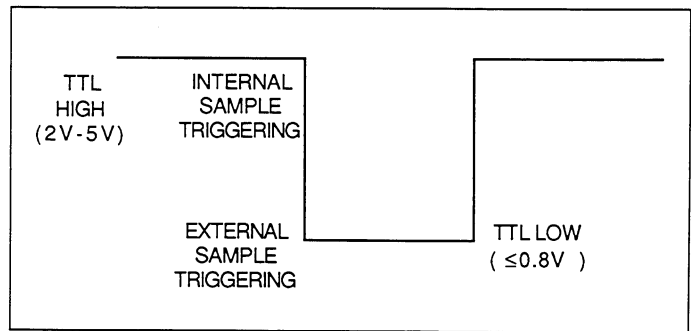 TTL
HIGH
(2V-5V)
INTERNAL
SAMPLE
TRIGGERING
EXTERNAL
SAMPLE
TRIGGERING
TTL LOW
( ≤0.8V )